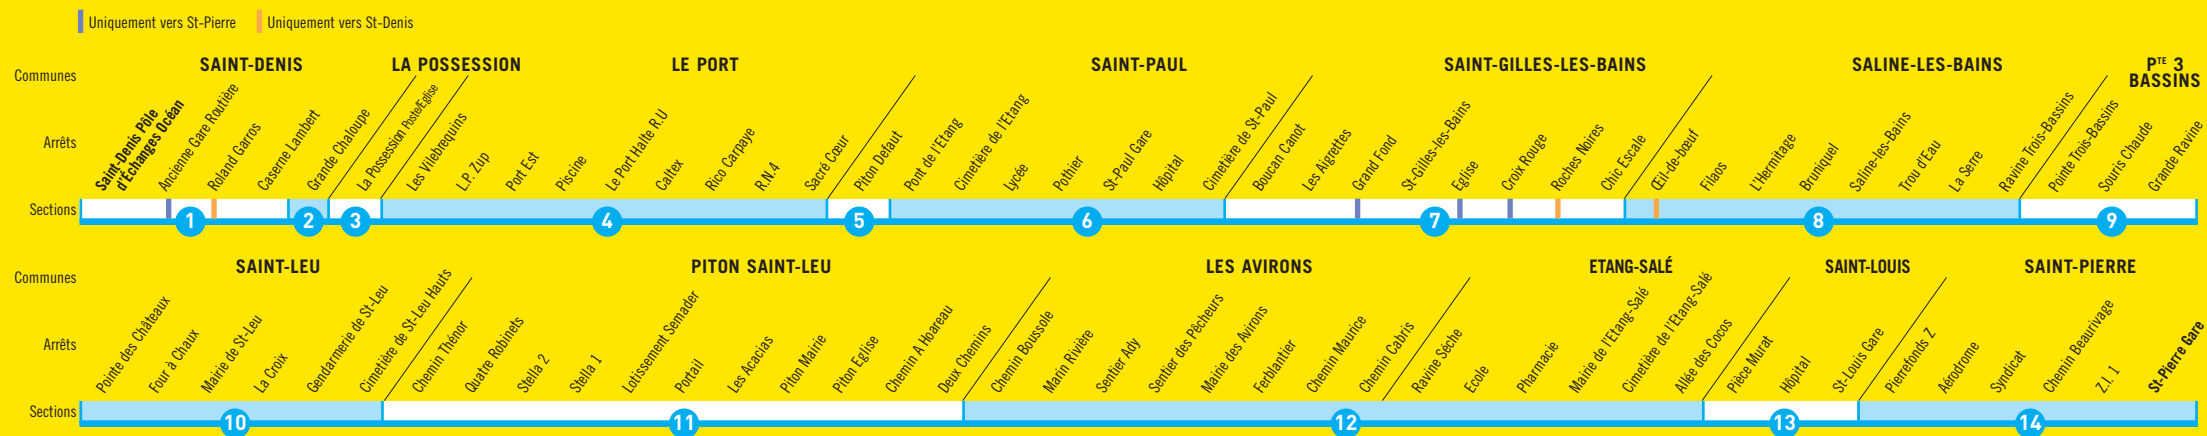 Uniquement vers St-Pierre
Uniquement vers St-Denis
Communes
SAINT-DENIS
LA POSSESSION
LE PORT
SAINT-PAUL
SAINT-GILLES-LES-BAINS
SALINE-LES-BAINS
PTE 3
BASSINS
Arrêts
Saint-Denis Pôle
d'Échanges Océan
Ancienne Gare Routière
Roland Garros
Caserne Lambert
Grande Chaloupe
La Possession Poste/Eglise
Les Vilebrequins
L.P. Zup
Port Est
Piscine
Le Port Halte R.U
Caltex
Rico Carpaye
R.N.4
Sacré Cœur
Piton Defaut
Pont de l'Etang
Cimetière de l'Etang
Lycée
Pothier
St-Paul Gare
Hôpital
Cimetière de St-Paul
Boucan Canot
Les Aigrettes
Grand Fond
St-Gilles-les-Bains
Eglise
Croix Rouge
Roches Noires
Chic Escale
Œil-de-bœuf
Filaos
L'Hermitage
Bruniquel
Saline-les-Bains
Trou d'Eau
La Serre
Ravine Trois-Bassins
Pointe Trois-Bassins
Souris Chaude
Grande Ravine
Sections
1
2
3
4
5
6
7
8
9
Communes
SAINT-LEU
PITON SAINT-LEU
LES AVIRONS
ETANG-SALÉ
SAINT-LOUIS
SAINT-PIERRE
Arrêts
Pointe des Châteaux
Four à Chaux
Mairie de St-Leu
La Croix
Gendarmerie de St-Leu
Cimetière de St-Leu Hauts
Chemin Thénor
Quatre Robinets
Stella 2
Stella 1
Lotissement Semader
Portail
Les Acacias
Piton Mairie
Piton Eglise
Chemin A Hoareau
Deux Chemins
Chemin Boussole
Marin Rivière
Sentier Ady
Sentier des Pêcheurs
Mairie des Avirons
Ferblantier
Chemin Maurice
Chemin Cabris
Ravine Sèche
Ecole
Pharmacie
Mairie de l'Etang-Salé
Cimetière de l'Etang-Salé
Allée des Cocos
Pièce Murat
Hôpital
St-Louis Gare
Pierrefonds Z
Aérodrome
Syndicat
Chemin Beaurivage
Z.I. 1
St-Pierre Gare
Sections
10
11
12
13
14